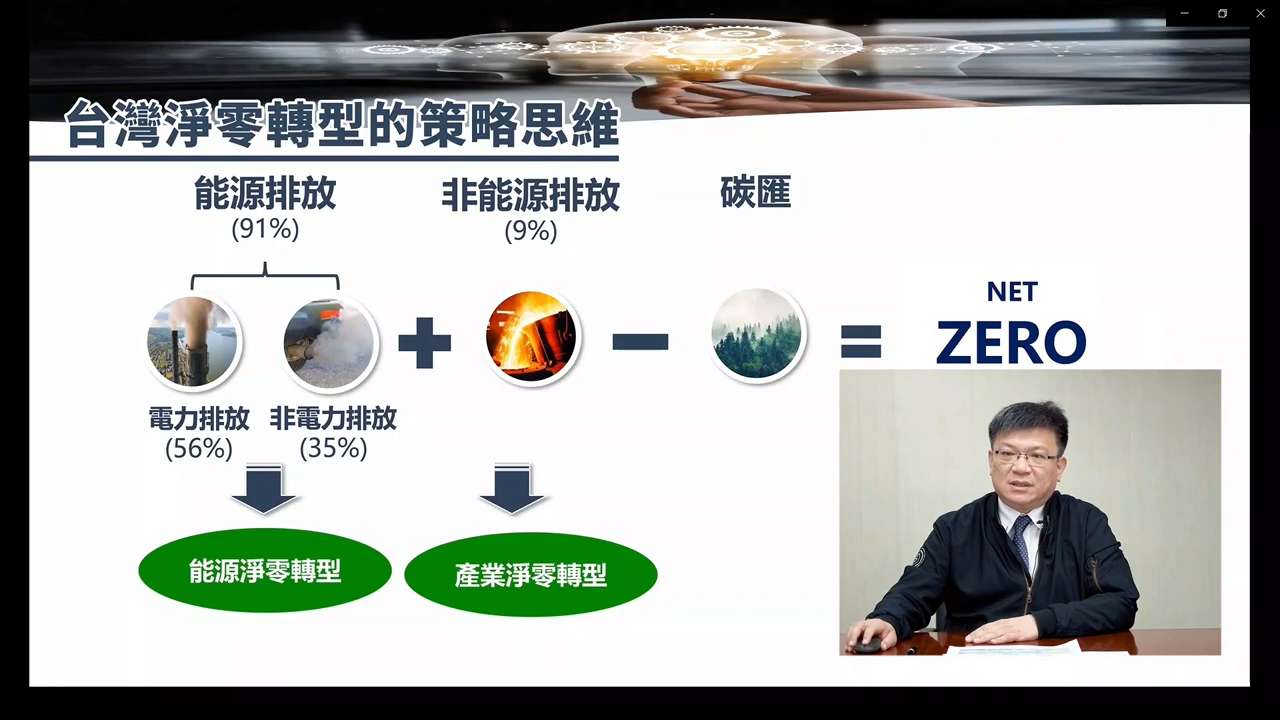 台灣淨零轉型的策略思維
能源排放
(91%)
非能源排放
(9%)
碳匯
電力排放
(56%)
非電力排放
(35%)
NET
ZERO
能源淨零轉型
產業淨零轉型